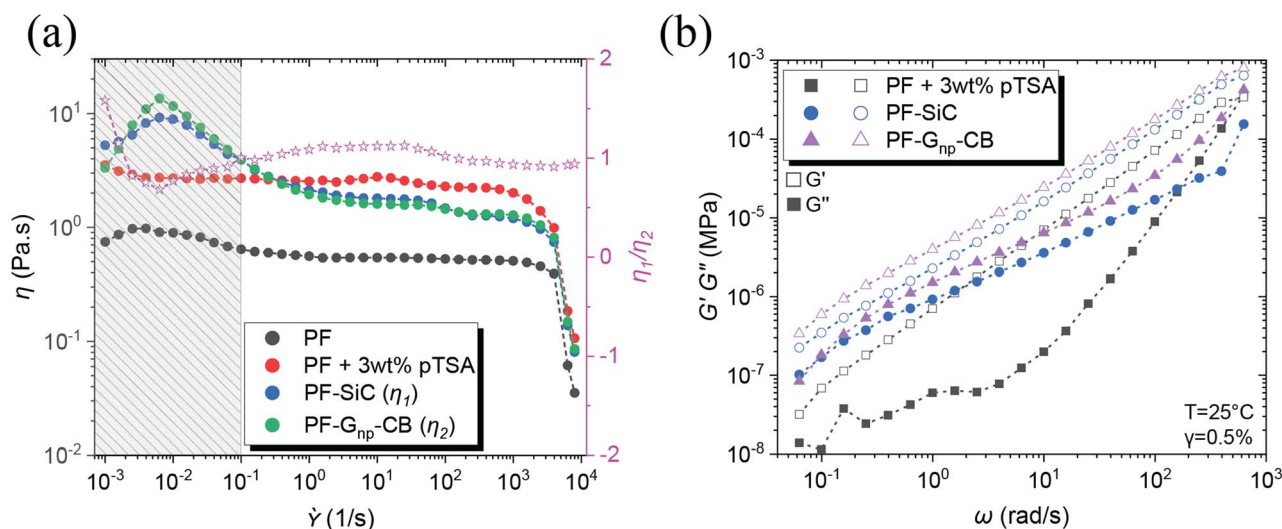 (a)
η (Pa.s)
10¹
10⁰
10⁻¹
10⁻²
10⁻³ 10⁻² 10⁻¹ 10⁰ 10¹ 10² 10³ 10⁴
γ̇ (1/s)
2
1
0
-1
-2
η₁/η₂
PF
PF + 3wt% pTSA
PF-SiC (η₁)
PF-Gₙₚ-CB (η₂)
(b)
G' G'' (MPa)
10⁻³
10⁻⁴
10⁻⁵
10⁻⁶
10⁻⁷
10⁻⁸
10⁻¹ 10⁰ 10¹ 10² 10³
ω (rad/s)
PF + 3wt% pTSA
PF-SiC
PF-Gₙₚ-CB
G'
G''
T=25°C
γ=0.5%